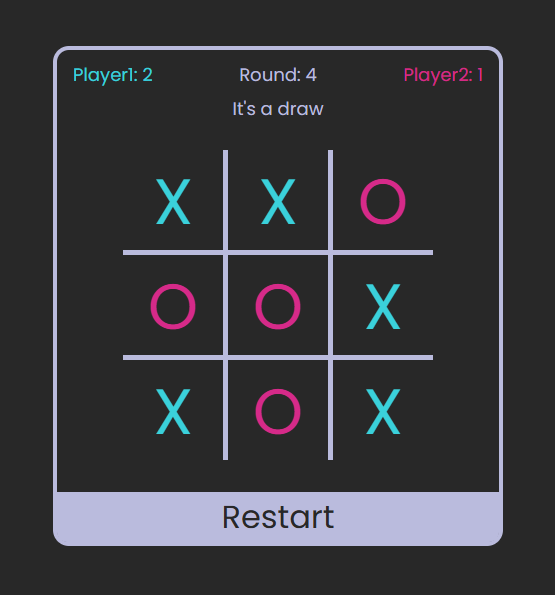 Player1: 2 Round: 4 Player2: 1
It's a draw
X X O
O O X
X O X
Restart